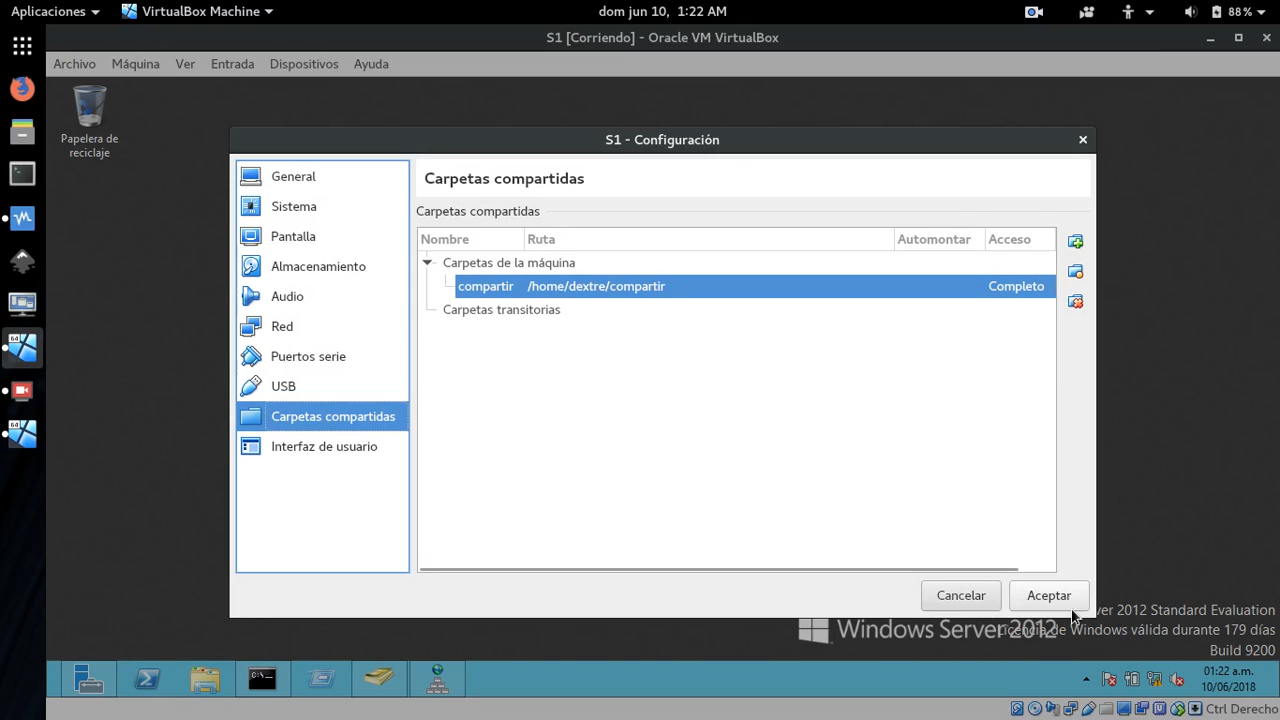 Aplicaciones
VirtualBox Machine
dom jun 10, 1:22 AM
88%
S1 [Corriendo] - Oracle VM VirtualBox
Archivo Máquina Ver Entrada Dispositivos Ayuda
Papelera de
reciclaje
S1 - Configuración
General
Sistema
Pantalla
Almacenamiento
Audio
Red
Puertos serie
USB
Carpetas compartidas
Interfaz de usuario
Carpetas compartidas
Carpetas compartidas
Nombre Ruta Automontar Acceso
Carpetas de la máquina
compartir /home/dextre/compartir Completo
Carpetas transitorias
Cancelar Aceptar
ver 2012 Standard Evaluation
Windows Server 2012
Licencia de Windows válida durante 179 días
Build 9200
01:22 a.m.
10/06/2018
Ctrl Derecho